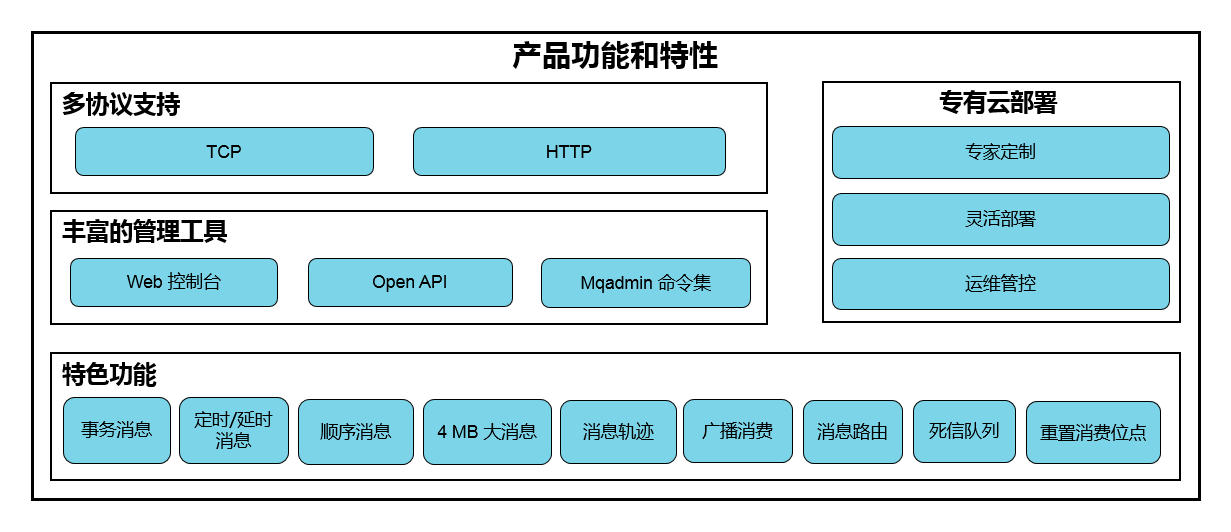 产品功能和特性
多协议支持
TCP
HTTP
丰富的管理工具
Web 控制台
Open API
Mqadmin 命令集
专有云部署
专家定制
灵活部署
运维管控
特色功能
事务消息
定时/延时
消息
顺序消息
4 MB 大消息
消息轨迹
广播消费
消息路由
死信队列
重置消费位点